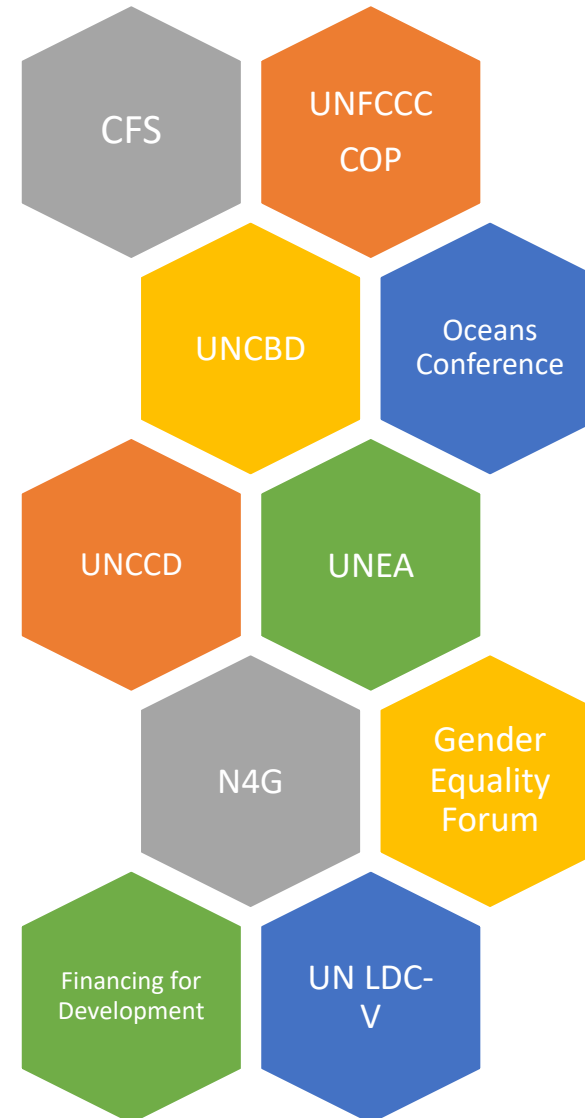 CFS
UNFCCC
COP
UNCBD
Oceans
Conference
UNCCD
UNEA
N4G
Gender
Equality
Forum
Financing for
Development
UN LDC-
V